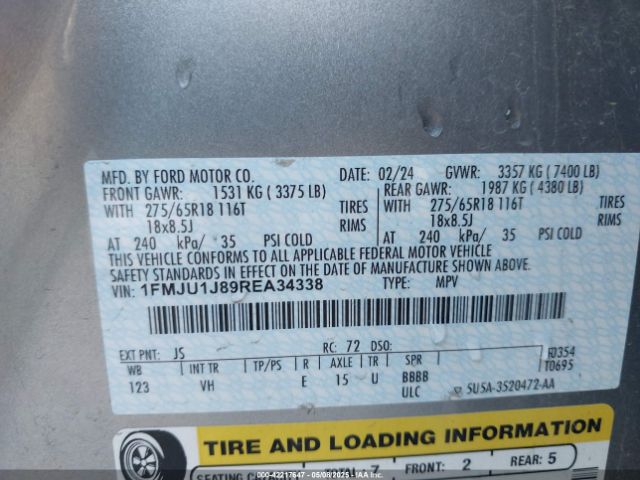 MFD. BY FORD MOTOR CO. DATE: 02/24 GVWR: 3357 KG ( 7400 LB)
FRONT GAWR: 1531 KG ( 3375 LB) REAR GAWR: 1987 KG ( 4380 LB)
WITH 275/65R18 116T TIRES WITH 275/65R18 116T TIRES
18x8.5J RIMS 18x8.5J RIMS
AT 240 kPa/ 35 PSI COLD AT 240 kPa/ 35 PSI COLD
THIS VEHICLE CONFORMS TO ALL APPLICABLE FEDERAL MOTOR VEHICLE
SAFETY STANDARDS IN EFFECT ON THE DATE OF MANUFACTURE SHOWN ABOVE.
VIN: 1FMJU1J89REA34338 TYPE: MPV
EXT PNT: JS RC: 72 DSO: F0354
WB INT TR TP/PS R AXLE TR SPR T0695
123 VH E 15 U BBBB
ULC 5U5A-3520472-AA
TIRE AND LOADING INFORMATION
7 FRONT: 2 REAR: 5
000-42217647 - 05/08/2025 - IAAI.COM